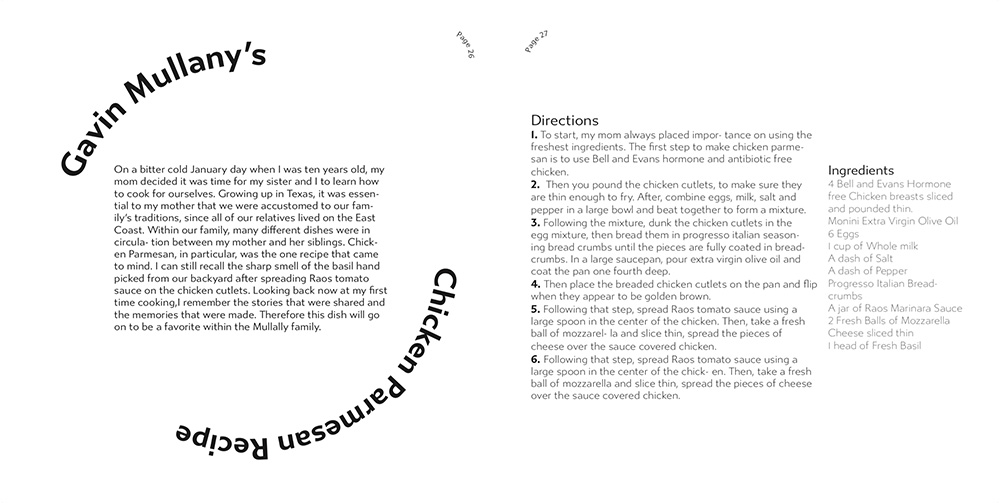 Gavin Mullany's
Chicken Parmesan Recipe
Page 26
On a bitter cold January day when I was ten years old, my
mom decided it was time for my sister and I to learn how
to cook for ourselves. Growing up in Texas, it was essen-
tial to my mother that we were accustomed to our fam-
ily's traditions, since all of our relatives lived on the East
Coast. Within our family, many different dishes were in
circula- tion between my mother and her siblings. Chick-
en Parmesan, in particular, was the one recipe that came
to mind. I can still recall the sharp smell of the basil hand
picked from our backyard after spreading Raos tomato
sauce on the chicken cutlets. Looking back now at my first
time cooking,I remember the stories that were shared and
the memories that were made. Therefore this dish will go
on to be a favorite within the Mullally family.
Page 27
Directions
1. To start, my mom always placed impor- tance on using the
freshest ingredients. The first step to make chicken parme-
san is to use Bell and Evans hormone and antibiotic free
chicken.
2. Then you pound the chicken cutlets, to make sure they
are thin enough to fry. After, combine eggs, milk, salt and
pepper in a large bowl and beat together to form a mixture.
3. Following the mixture, dunk the chicken cutlets in the
egg mixture, then bread them in progresso italian season-
ing bread crumbs until the pieces are fully coated in bread-
crumbs. In a large saucepan, pour extra virgin olive oil and
coat the pan one fourth deep.
4. Then place the breaded chicken cutlets on the pan and flip
when they appear to be golden brown.
5. Following that step, spread Raos tomato sauce using a
large spoon in the center of the chicken. Then, take a fresh
ball of mozzarel- la and slice thin, spread the pieces of
cheese over the sauce covered chicken.
6. Following that step, spread Raos tomato sauce using a
large spoon in the center of the chick- en. Then, take a fresh
ball of mozzarella and slice thin, spread the pieces of cheese
over the sauce covered chicken.
Ingredients
4 Bell and Evans Hormone
free Chicken breasts sliced
and pounded thin.
Monini Extra Virgin Olive Oil
6 Eggs
1 cup of Whole milk
A dash of Salt
A dash of Pepper
Progresso Italian Bread-
crumbs
A jar of Raos Marinara Sauce
2 Fresh Balls of Mozzarella
Cheese sliced thin
1 head of Fresh Basil